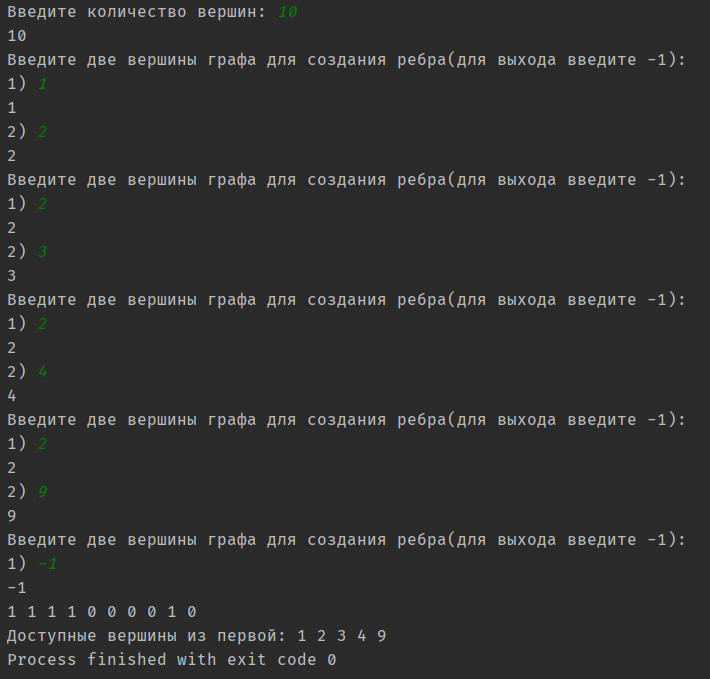 Введите количество вершин: 10
10
Введите две вершины графа для создания ребра(для выхода введите -1):
1) 1
1
2) 2
2
Введите две вершины графа для создания ребра(для выхода введите -1):
1) 2
2
2) 3
3
Введите две вершины графа для создания ребра(для выхода введите -1):
1) 2
2
2) 4
4
Введите две вершины графа для создания ребра(для выхода введите -1):
1) 2
2
2) 9
9
Введите две вершины графа для создания ребра(для выхода введите -1):
1) -1
-1
1 1 1 1 0 0 0 0 1 0
Доступные вершины из первой: 1 2 3 4 9
Process finished with exit code 0